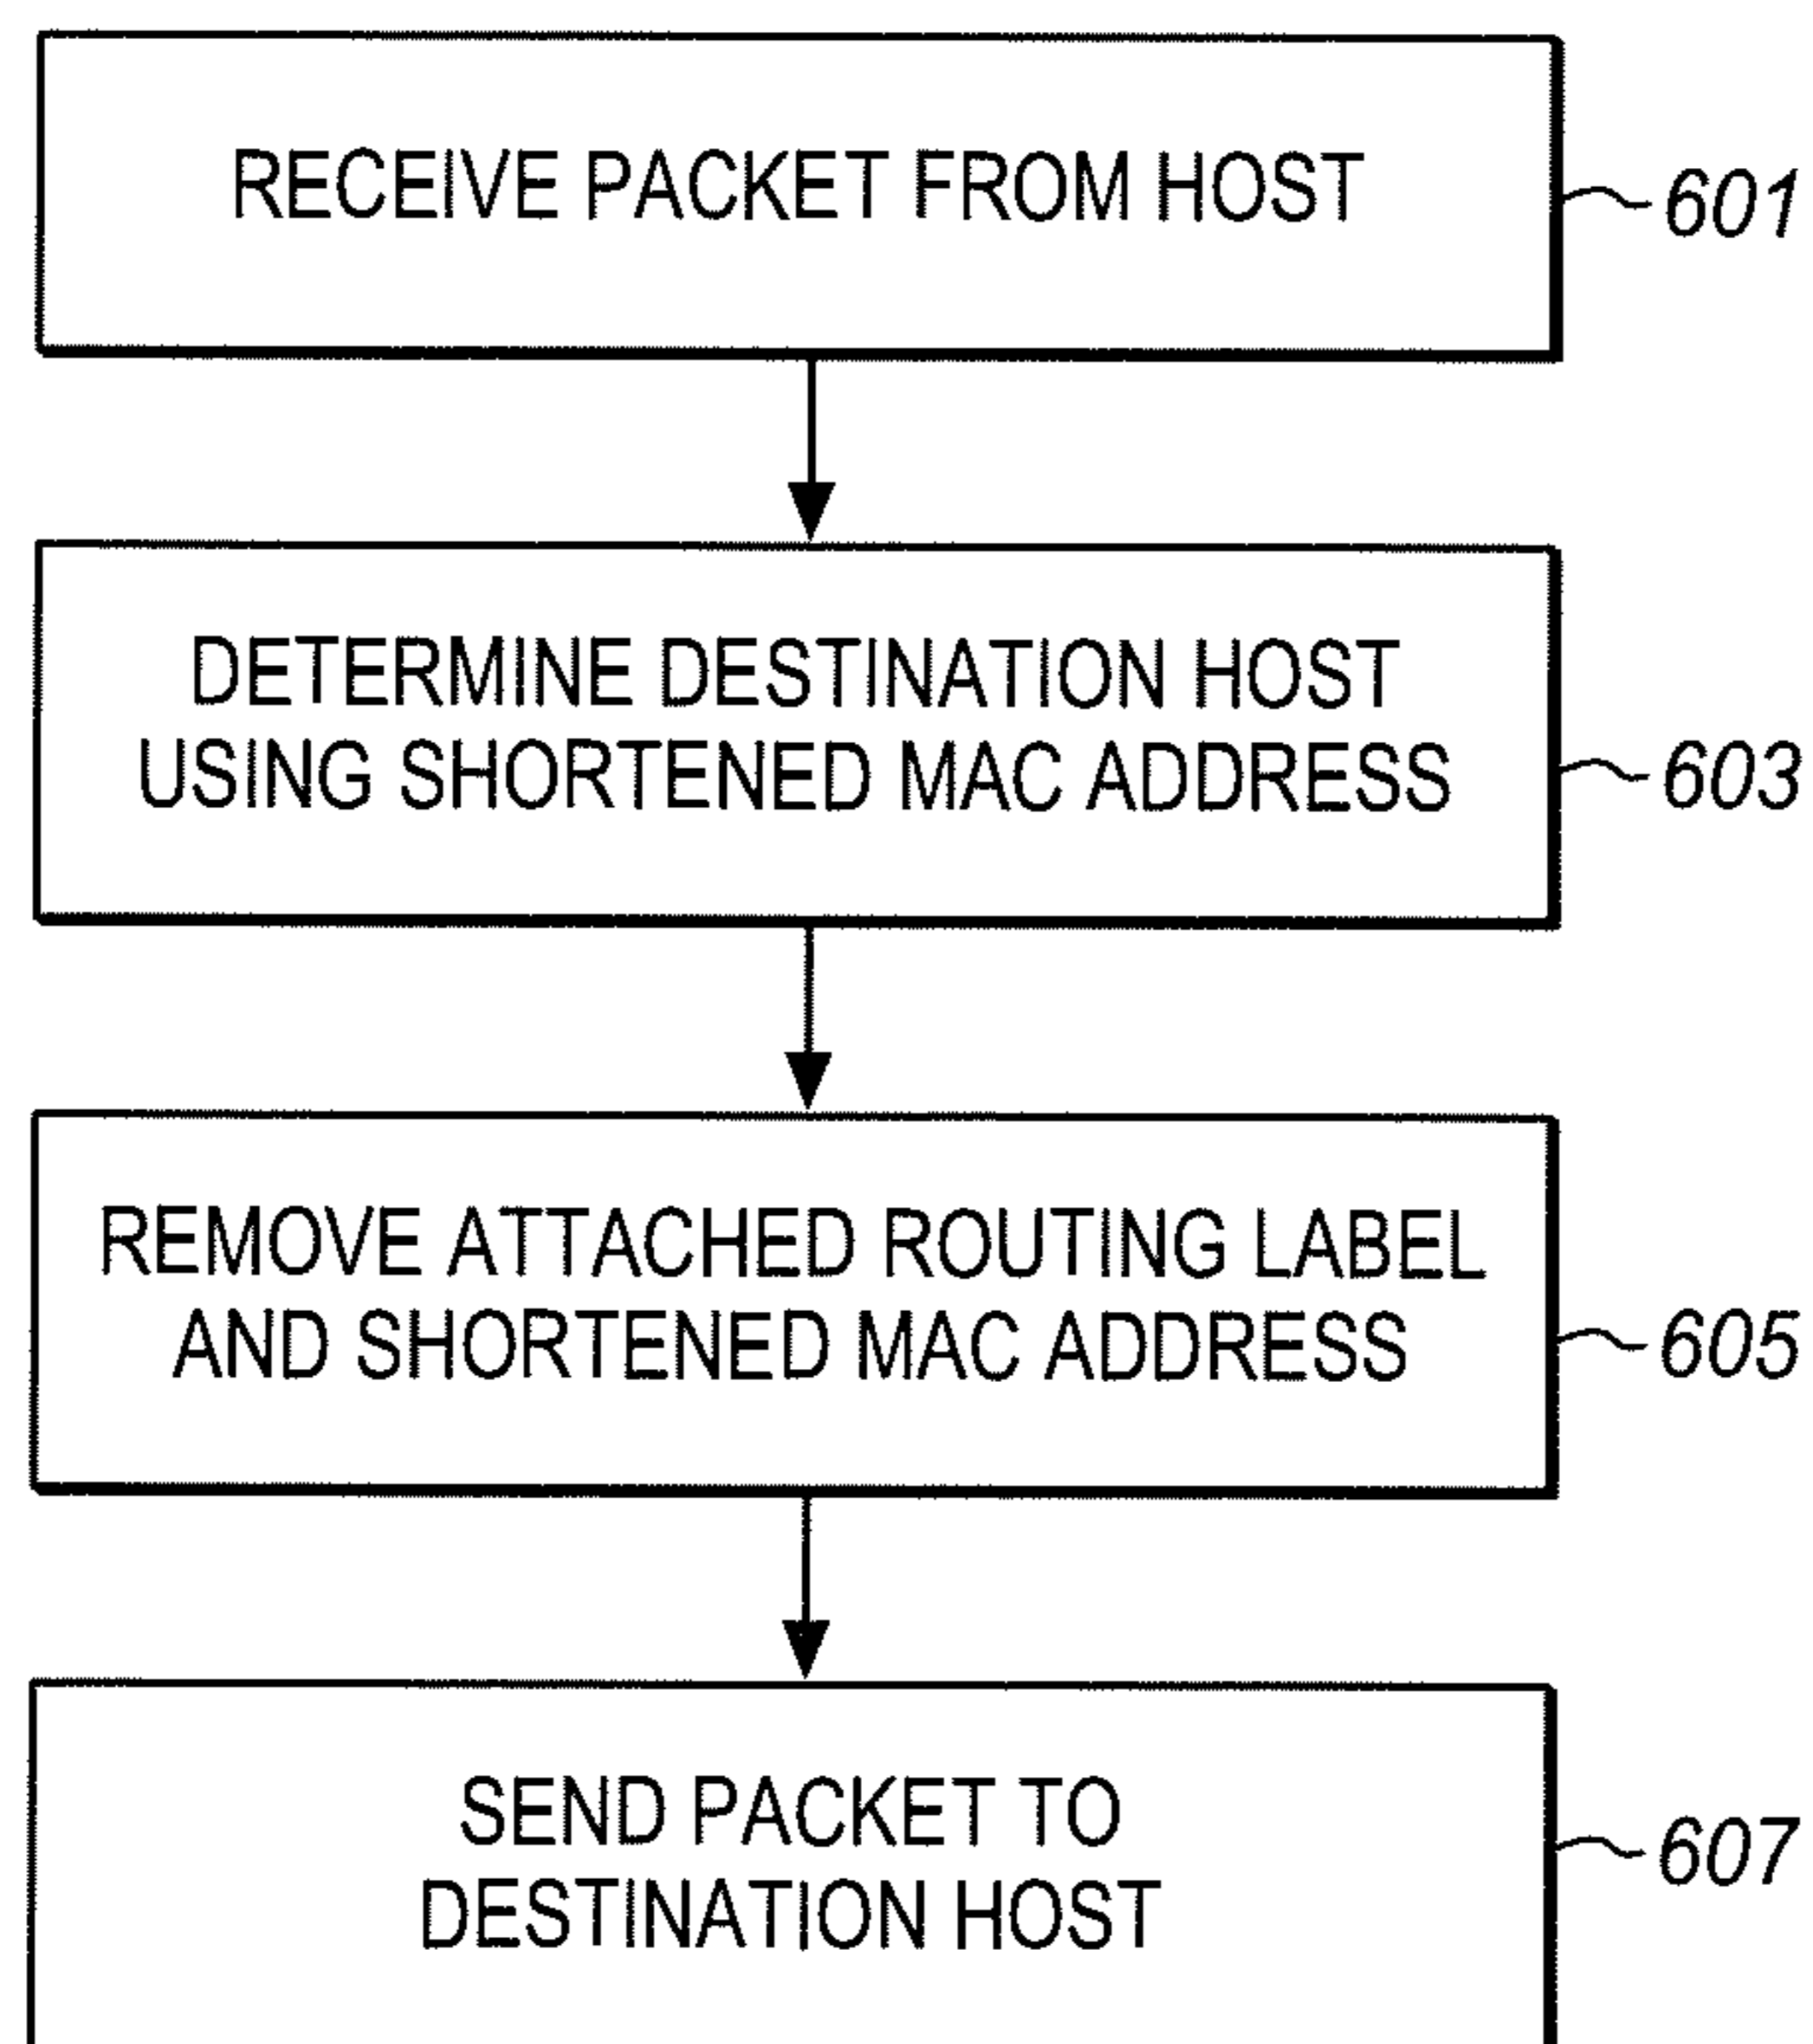 RECEIVE PACKET FROM HOST
601
DETERMINE DESTINATION HOST
USING SHORTENED MAC ADDRESS
603
REMOVE ATTACHED ROUTING LABEL
AND SHORTENED MAC ADDRESS
605
SEND PACKET TO
DESTINATION HOST
607